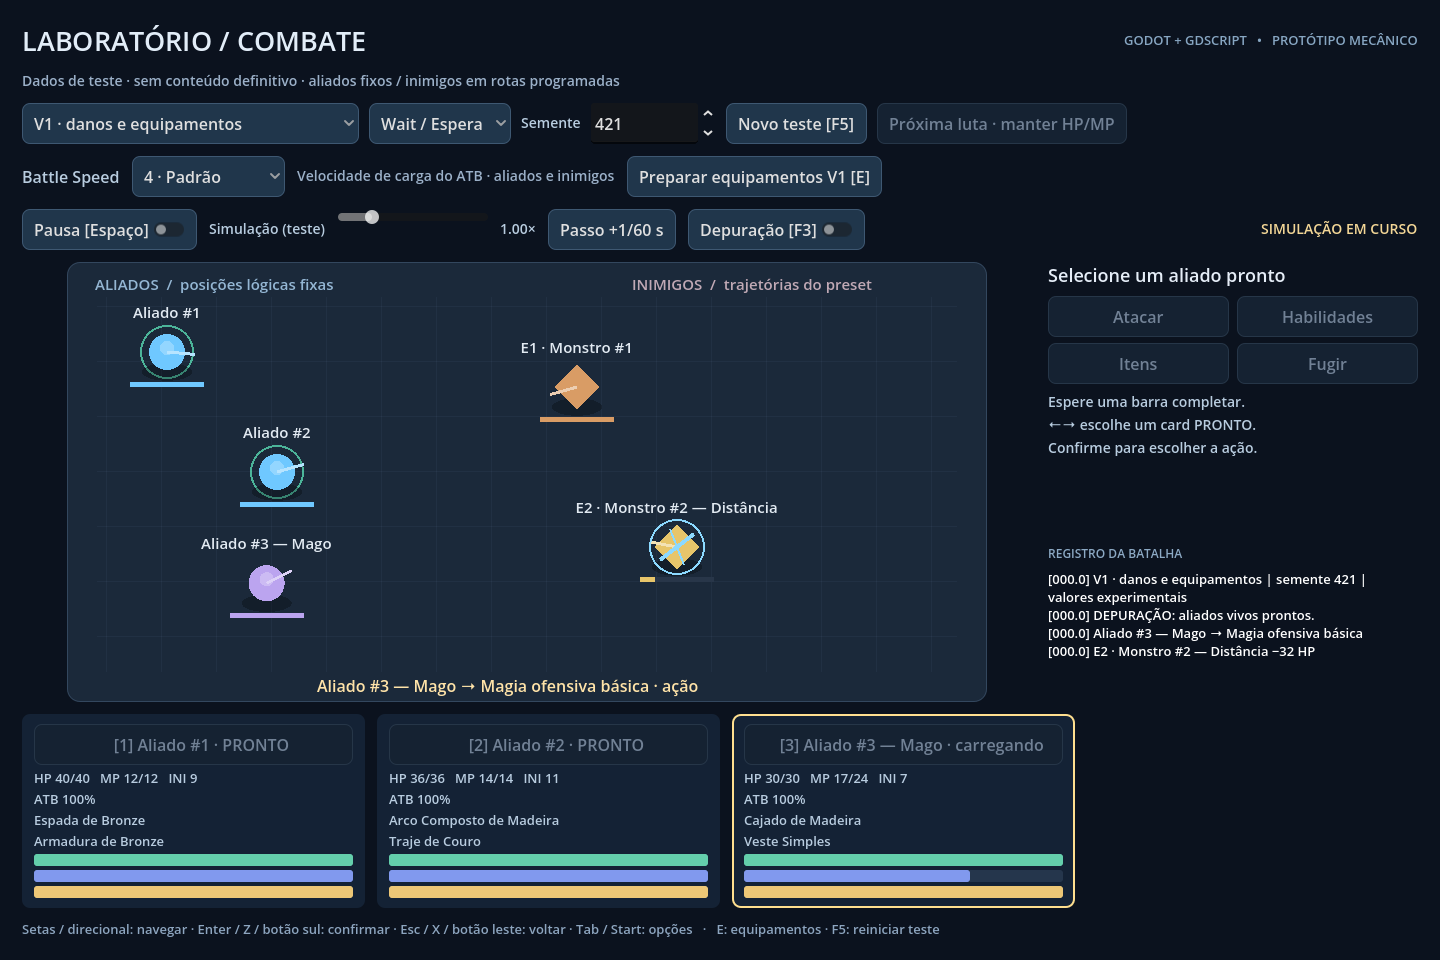 LABORATÓRIO / COMBATE
GODOT + GDSCRIPT • PROTÓTIPO MECÂNICO
Dados de teste · sem conteúdo definitivo · aliados fixos / inimigos em rotas programadas
V1 · danos e equipamentos
Wait / Espera
Semente
421
Novo teste [F5]
Próxima luta · manter HP/MP
Battle Speed
4 · Padrão
Velocidade de carga do ATB · aliados e inimigos
Preparar equipamentos V1 [E]
Pausa [Espaço]
Simulação (teste)
1.00×
Passo +1/60 s
Depuração [F3]
SIMULAÇÃO EM CURSO
ALIADOS / posições lógicas fixas
INIMIGOS / trajetórias do preset
Aliado #1
E1 · Monstro #1
Aliado #2
E2 · Monstro #2 — Distância
Aliado #3 — Mago
Aliado #3 — Mago → Magia ofensiva básica · ação
Selecione um aliado pronto
Atacar
Habilidades
Itens
Fugir
Espere uma barra completar.
←→ escolhe um card PRONTO.
Confirme para escolher a ação.
REGISTRO DA BATALHA
[000.0] V1 · danos e equipamentos | semente 421 |
valores experimentais
[000.0] DEPURAÇÃO: aliados vivos prontos.
[000.0] Aliado #3 — Mago → Magia ofensiva básica
[000.0] E2 · Monstro #2 — Distância −32 HP
[1] Aliado #1 · PRONTO
HP 40/40 MP 12/12 INI 9
ATB 100%
Espada de Bronze
Armadura de Bronze
[2] Aliado #2 · PRONTO
HP 36/36 MP 14/14 INI 11
ATB 100%
Arco Composto de Madeira
Traje de Couro
[3] Aliado #3 — Mago · carregando
HP 30/30 MP 17/24 INI 7
ATB 100%
Cajado de Madeira
Veste Simples
Setas / direcional: navegar · Enter / Z / botão sul: confirmar · Esc / X / botão leste: voltar · Tab / Start: opções · E: equipamentos · F5: reiniciar teste